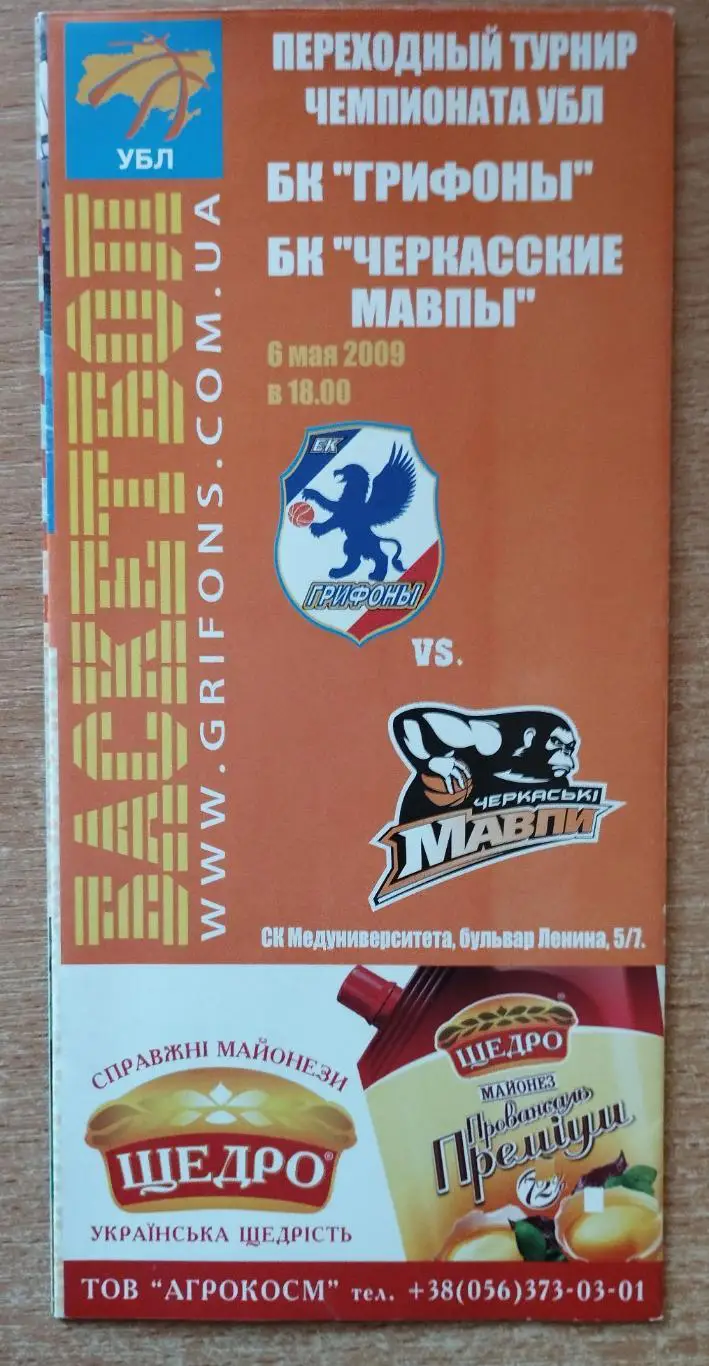 УБЛ
ПЕРЕХОДНЫЙ ТУРНИР
ЧЕМПИОНАТА УБЛ
БК "ГРИФОНЫ"
БК "ЧЕРКАССКИЕ
МАВПЫ"
6 мая 2009
в 18.00
БАСКЕТБОЛ
WWW.GRIFONS.COM.UA
БК
ГРИФОНЫ
VS.
ЧЕРКАСЬКІ
МАВПИ
СК Медуниверситета, бульвар Ленина, 5/7.
СПРАВЖНІ МАЙОНЕЗИ
ЩЕДРО®
УКРАЇНСЬКА ЩЕДРІСТЬ
ЩЕДРО®
МАЙОНЕЗ
Провансаль
Преміум
72%
ТОВ "АГРОКОСМ" тел. +38(056)373-03-01